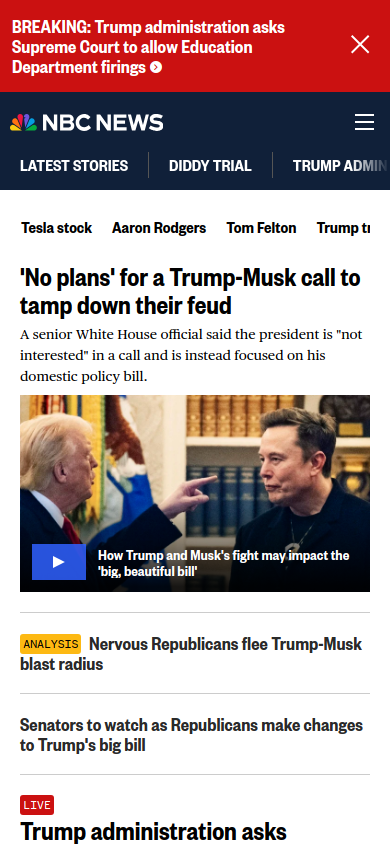 BREAKING: Trump administration asks
Supreme Court to allow Education
Department firings
NBC NEWS
LATEST STORIES
DIDDY TRIAL
TRUMP ADMIN
Tesla stock
Aaron Rodgers
Tom Felton
Trump tr
'No plans' for a Trump-Musk call to
tamp down their feud
A senior White House official said the president is "not
interested" in a call and is instead focused on his
domestic policy bill.
How Trump and Musk's fight may impact the
'big, beautiful bill'
ANALYSIS Nervous Republicans flee Trump-Musk
blast radius
Senators to watch as Republicans make changes
to Trump's big bill
LIVE
Trump administration asks